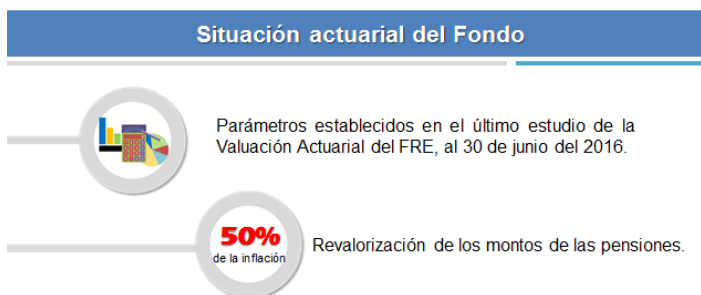 Situación actuarial del Fondo
Parámetros establecidos en el último estudio de la
Valuación Actuarial del FRE, al 30 de junio del 2016.
50%
de la inflación
Revalorización de los montos de las pensiones.